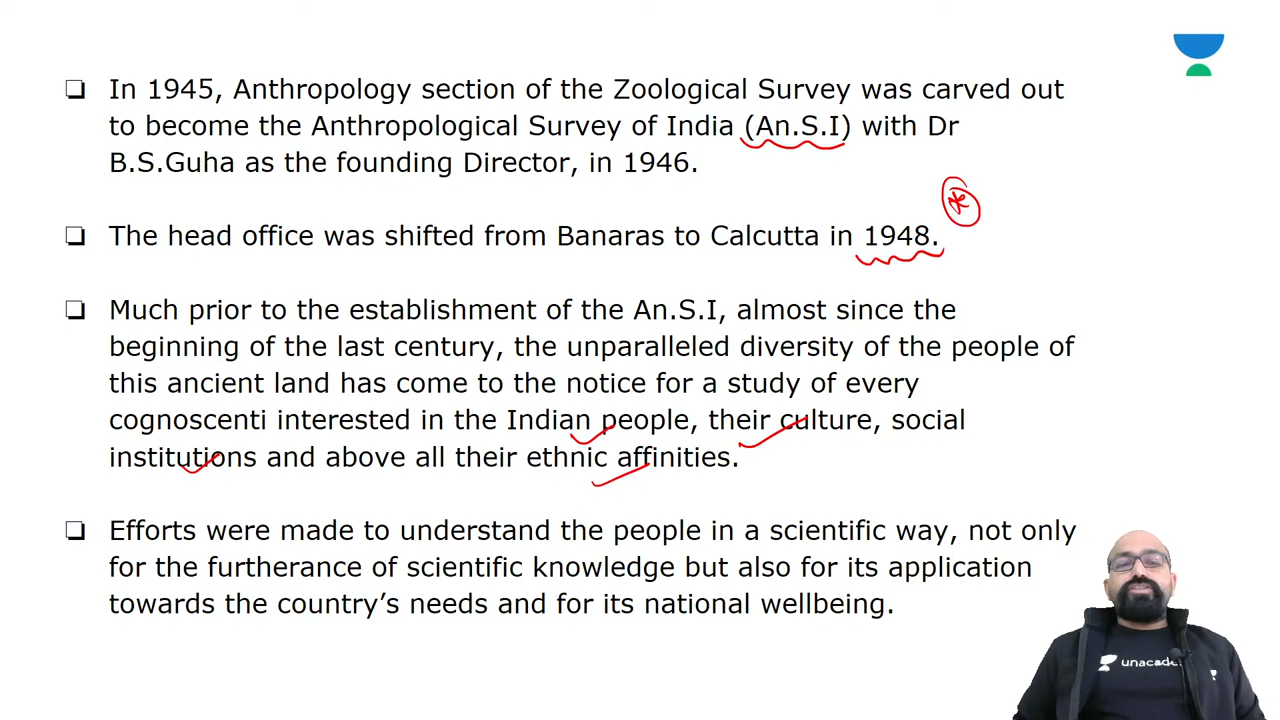 ❏ In 1945, Anthropology section of the Zoological Survey was carved out
to become the Anthropological Survey of India (An.S.I) with Dr
B.S.Guha as the founding Director, in 1946.
❏ The head office was shifted from Banaras to Calcutta in 1948.
❏ Much prior to the establishment of the An.S.I, almost since the
beginning of the last century, the unparalleled diversity of the people of
this ancient land has come to the notice for a study of every
cognoscenti interested in the Indian people, their culture, social
institutions and above all their ethnic affinities.
❏ Efforts were made to understand the people in a scientific way, not only
for the furtherance of scientific knowledge but also for its application
towards the country’s needs and for its national wellbeing.